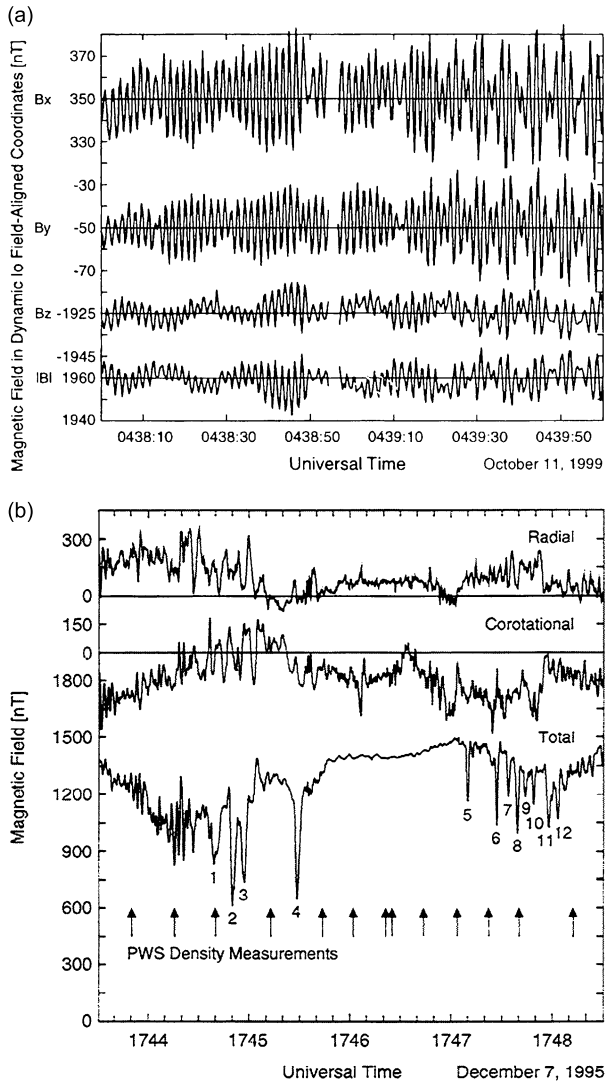 (a)
Magnetic Field in Dynamic Io Field-Aligned Coordinates [nT]
370
Bx 350
330
-30
By -50
-70
Bz -1925
-1945
|B| 1960
1940
0438:10 0438:30 0438:50 0439:10 0439:30 0439:50
Universal Time October 11, 1999
(b)
Magnetic Field [nT]
300 Radial
0
150 Corotational
0
1800
1500 Total
1200
900
600
300
0
1 2 3 4 5 6 7 8 9 10 11 12
PWS Density Measurements
1744 1745 1746 1747 1748
Universal Time December 7, 1995